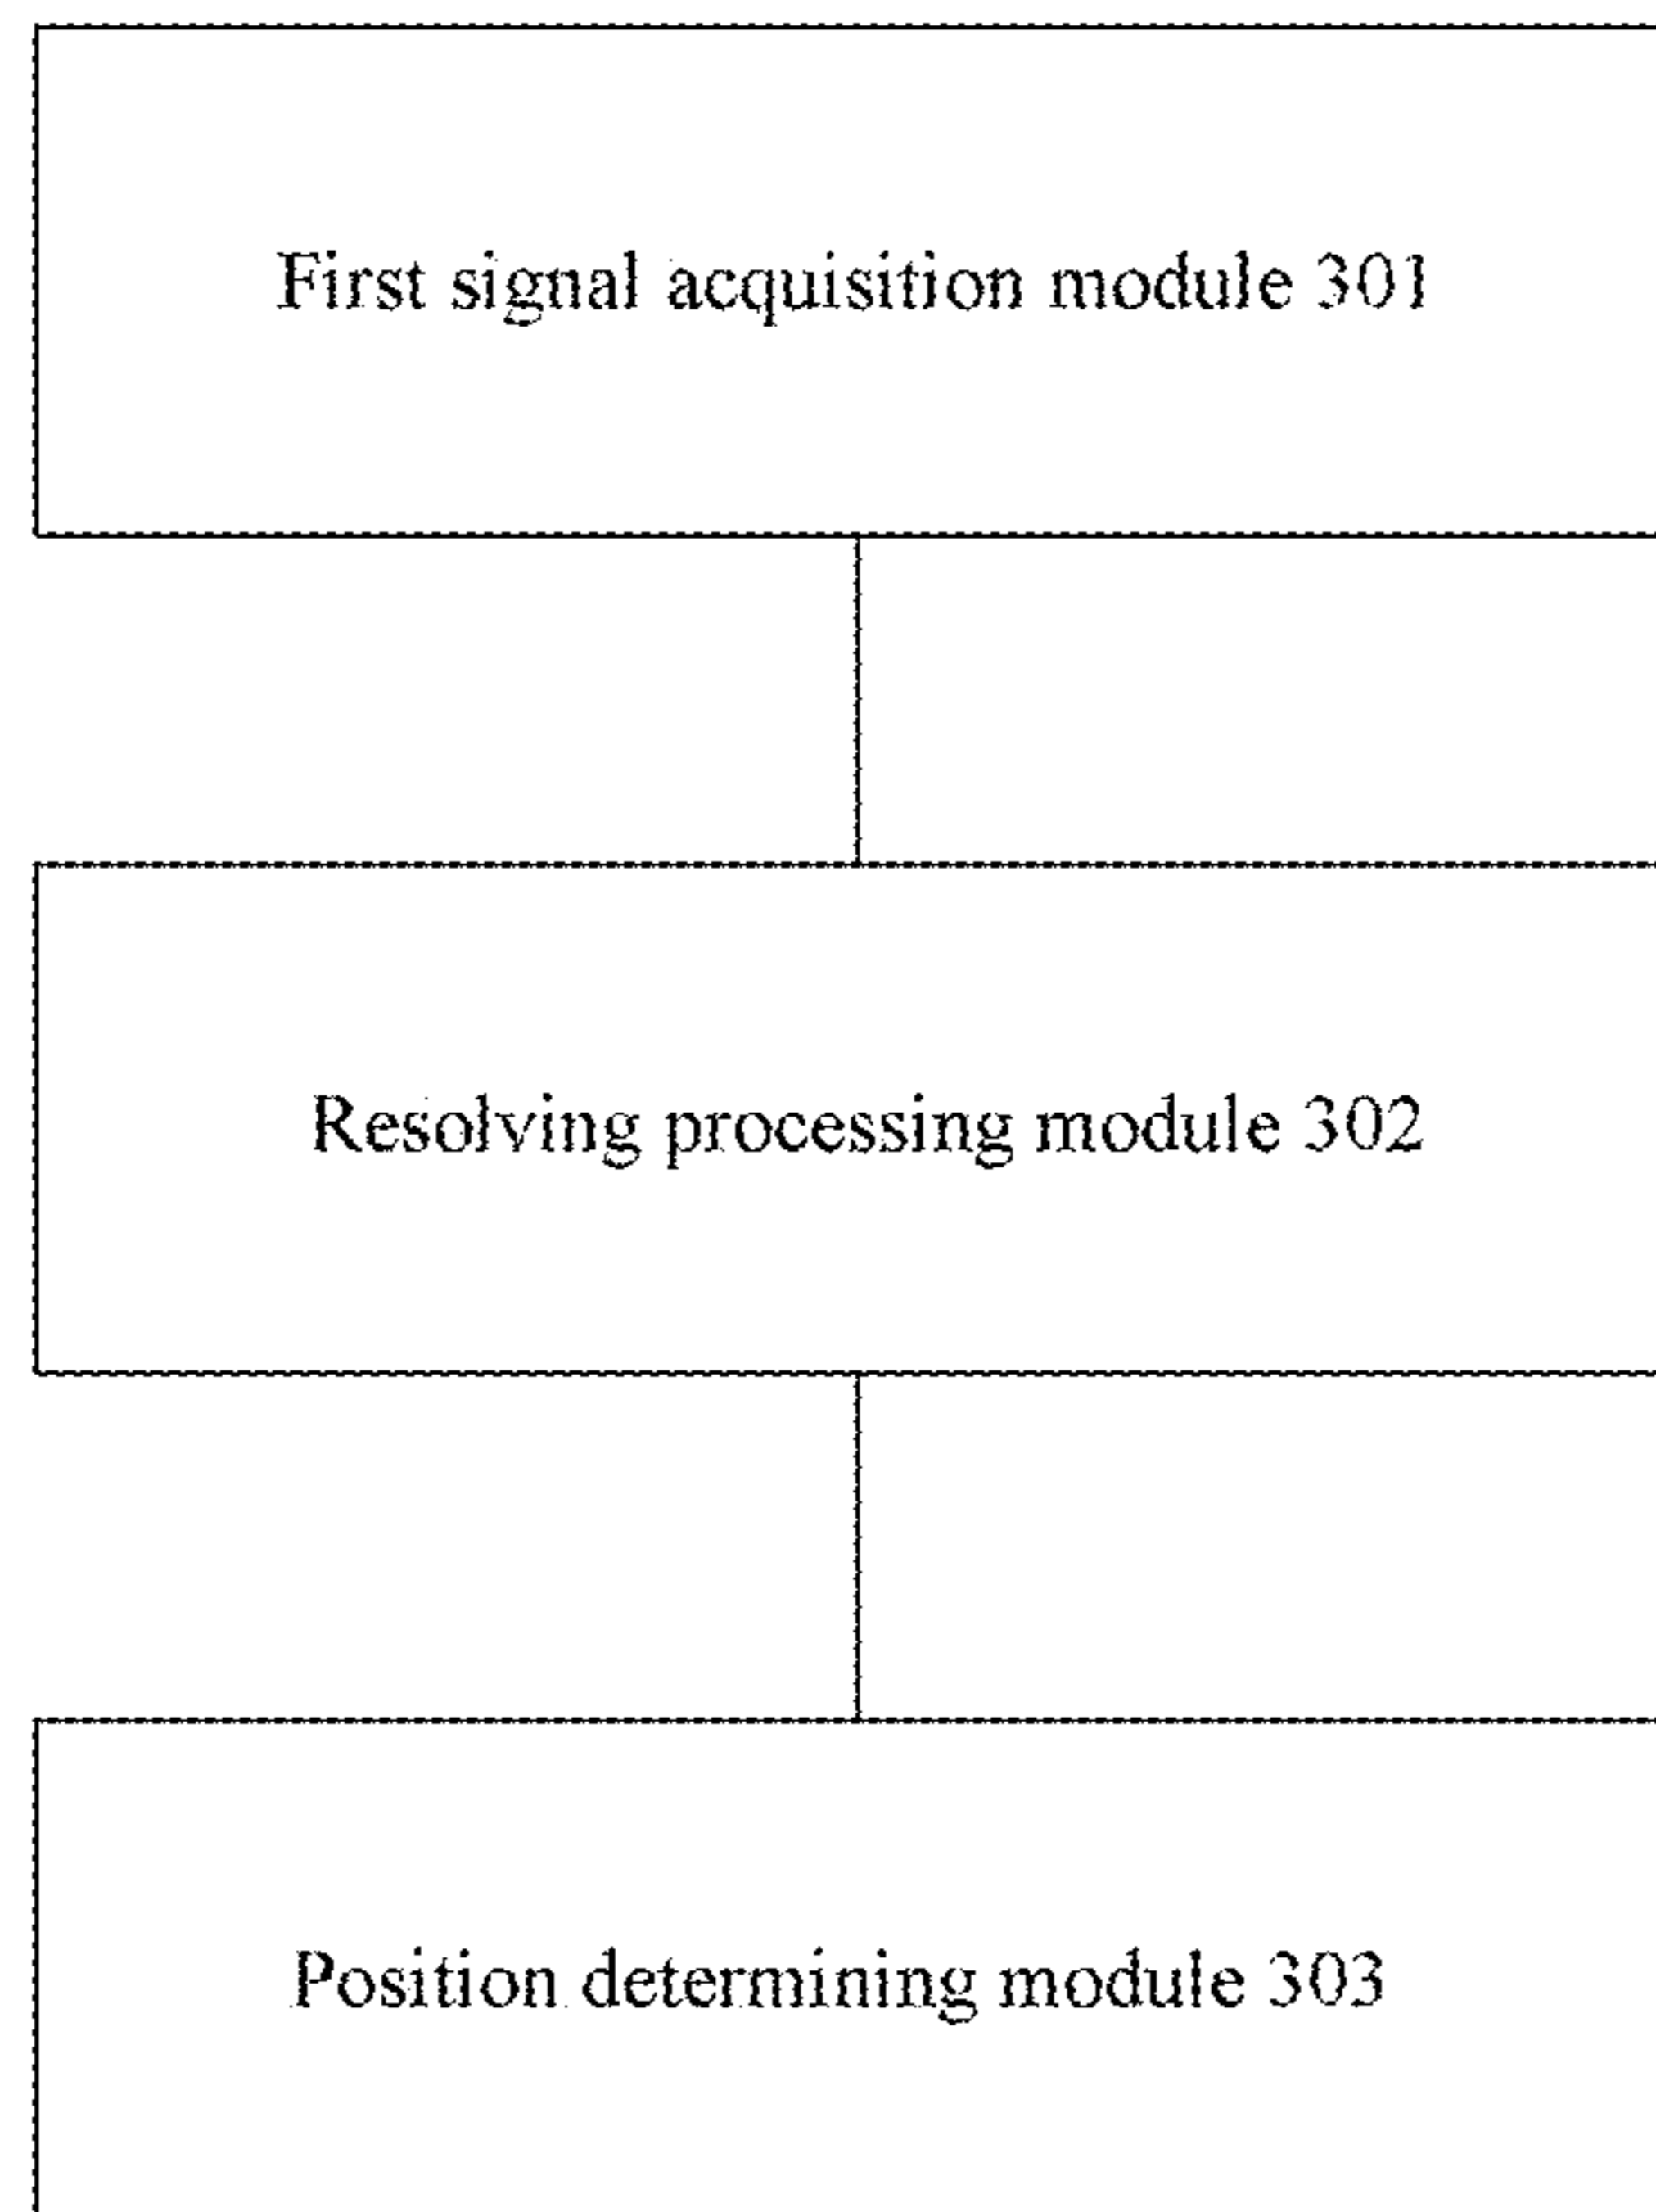 First signal acquisition module 301
Resolving processing module 302
Position determining module 303